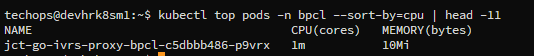 techops@devhrk8sm1:~$ kubectl top pods -n bpcl --sort-by=cpu | head -11
NAME CPU(cores) MEMORY(bytes)
jct-go-ivrs-proxy-bpcl-c5dbbb486-p9vrx 1m 10Mi